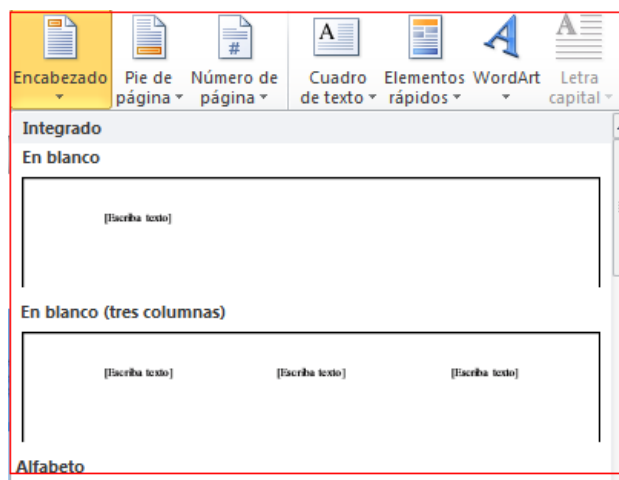 Encabezado Pie de Número de Cuadro Elementos WordArt Letra
página página de texto rápidos capital
Integrado
En blanco
[Escriba texto]
En blanco (tres columnas)
[Escriba texto] [Escriba texto] [Escriba texto]
Alfabeto